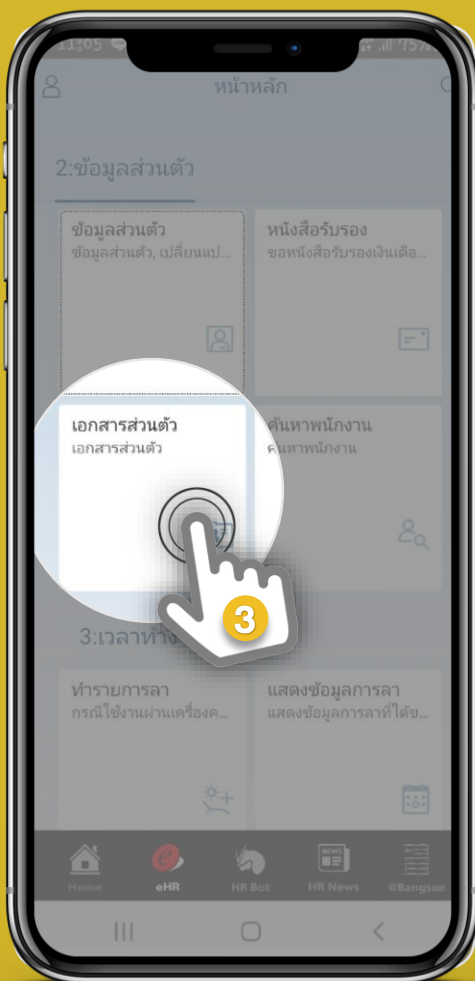 11:05
75%
หน้าหลัก
2:ข้อมูลส่วนตัว
ข้อมูลส่วนตัว
ข้อมูลส่วนตัว, เปลี่ยนแป...
หนังสือรับรอง
ขอหนังสือรับรองเงินเดือ...
เอกสารส่วนตัว
เอกสารส่วนตัว
ค้นหาพนักงาน
ค้นหาพนักงาน
3
3:เวลาทำง
ทำรายการลา
กรณีใช้งานผ่านเครื่องค...
แสดงข้อมูลการลา
แสดงข้อมูลการลาที่ได้ข...
NEWS
Home
eHR
HR Bot
HR News
@Bangsue